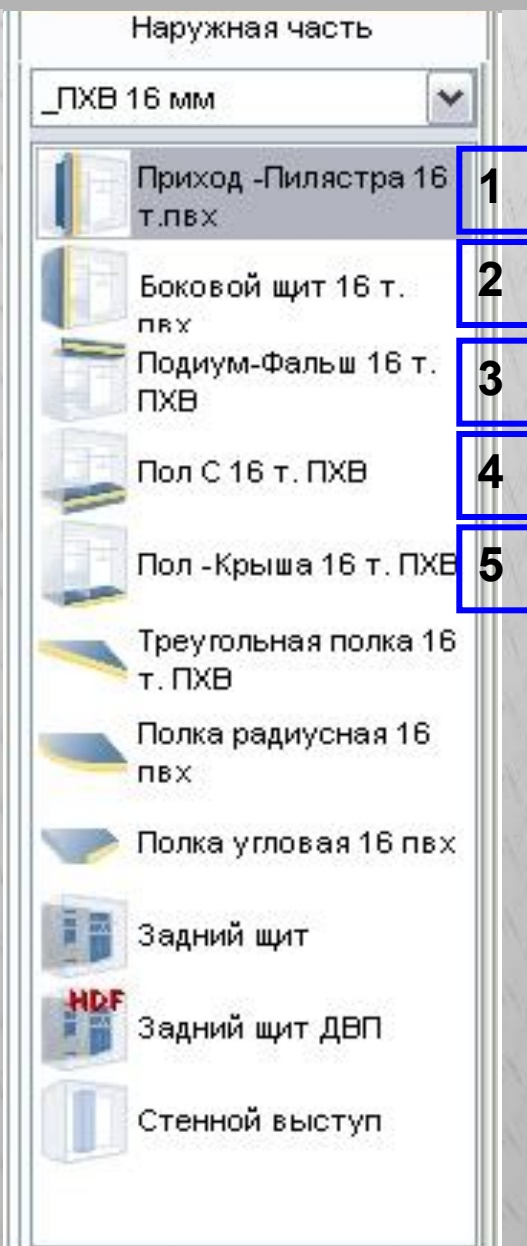 Наружная часть
_ПХВ 16 мм
Приход -Пилястра 16
т.пвх
1
Боковой щит 16 т.
пвх
2
Подиум-Фальш 16 т.
ПХВ
3
Пол С 16 т. ПХВ
4
Пол -Крыша 16 т. ПХВ
5
Треугольная полка 16
т. ПХВ
Полка радиусная 16
пвх
Полка угловая 16 пвх
Задний щит
HDF
Задний щит ДВП
Стенной выступ